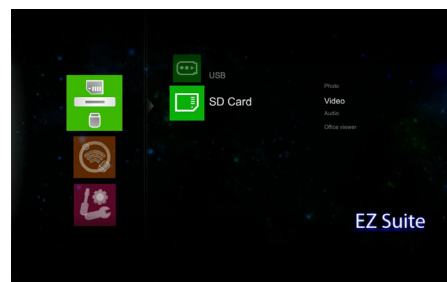 USB
SD Card
Photo
Video
Audio
Office viewer
EZ Suite